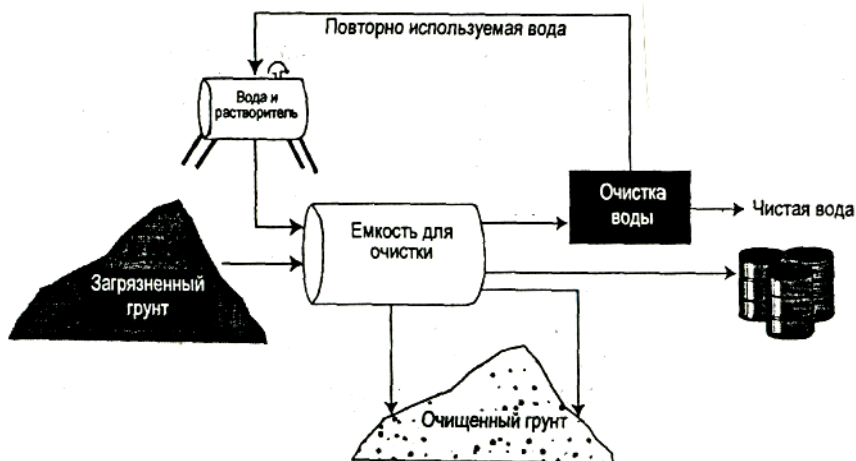 Повторно используемая вода
Вода и
растворитель
Очистка
воды
Чистая вода
Емкость для
очистки
Загрязненный
грунт
Очищенный грунт